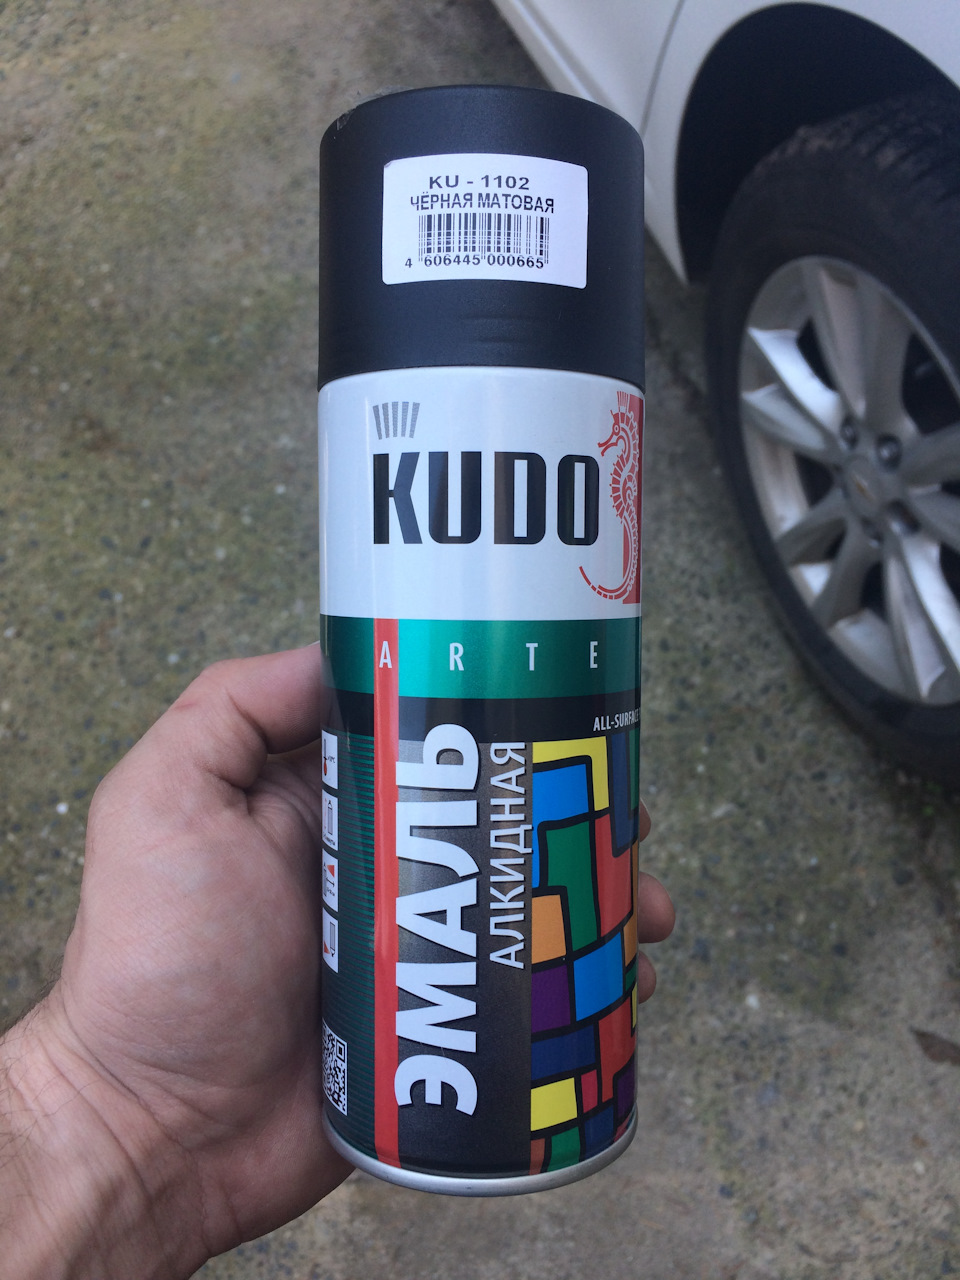 KU - 1102
ЧЁРНАЯ МАТОВАЯ
4 606445 000665
KUDO
ARTE
ALL-SURFACE
ЭМАЛЬ
АЛКИДНАЯ